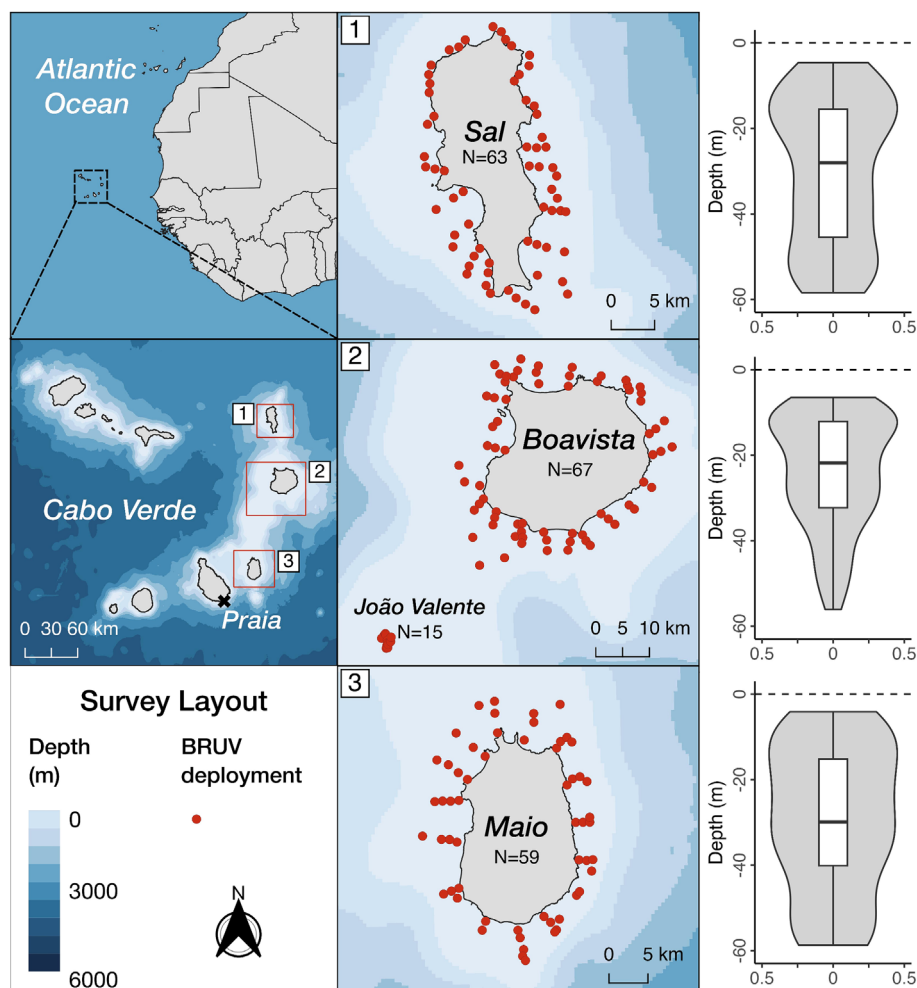 Atlantic
Ocean
1
Sal
N=63
0 5 km
Depth (m)
0
-20
-40
-60
0.5 0 0.5
1
2
3
Cabo Verde
Praia
0 30 60 km
2
Boavista
N=67
João Valente
N=15
0 5 10 km
Depth (m)
0
-20
-40
-60
0.5 0 0.5
Survey Layout
Depth
(m)
0
3000
6000
BRUV
deployment
N
3
Maio
N=59
0 5 km
Depth (m)
0
-20
-40
-60
0.5 0 0.5